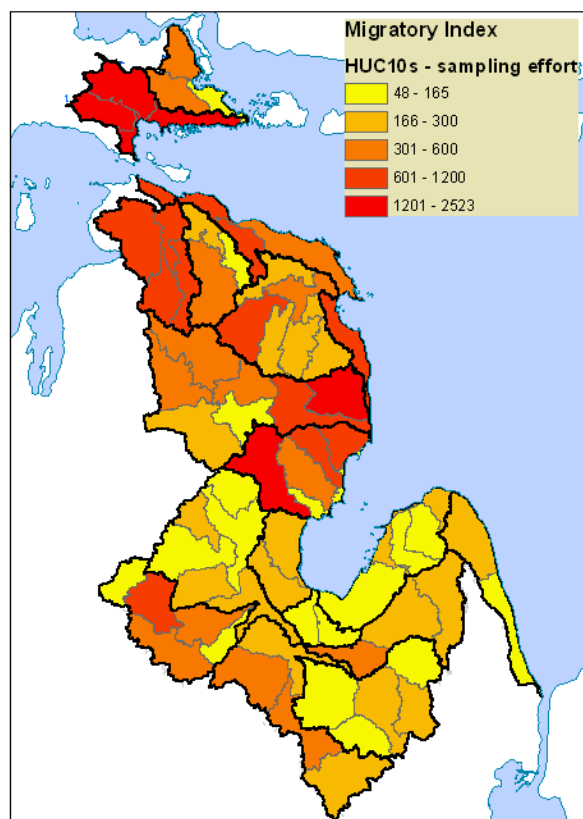 Migratory Index
HUC10s - sampling effort
48 - 165
166 - 300
301 - 600
601 - 1200
1201 - 2523